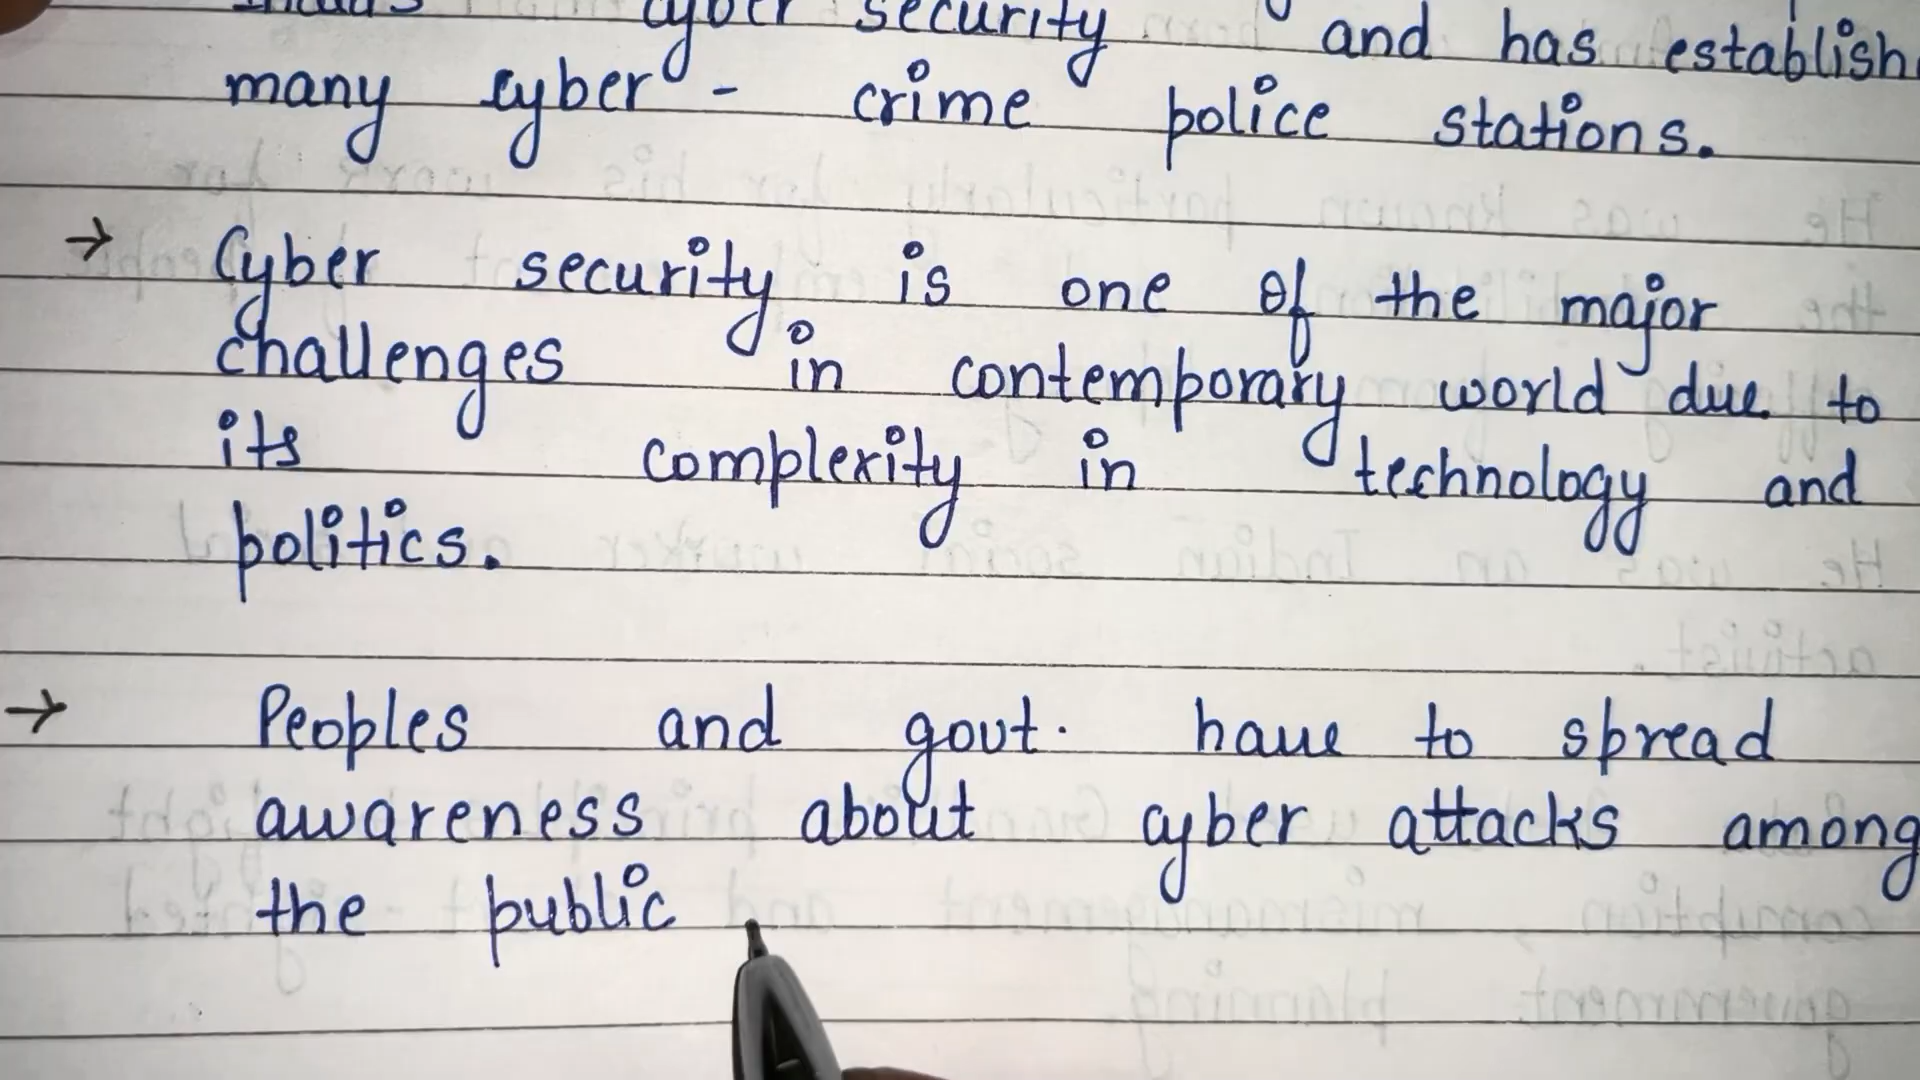 cyber security and has establish
many cyber - crime police stations.
→ Cyber security is one of the major
challenges in contemporary world due to
its complexity in technology and
politics.
→ Peoples and govt. have to spread
awareness about cyber attacks among
the public